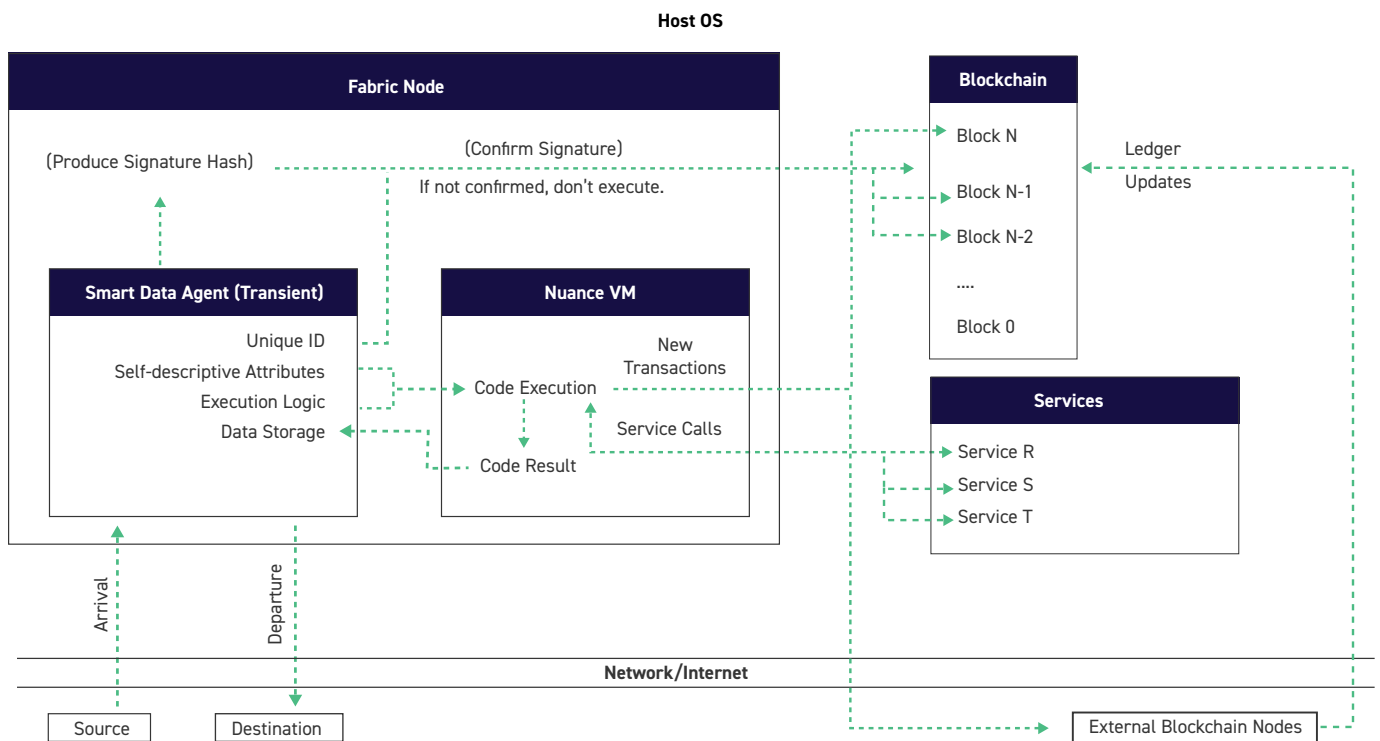 Host OS
Fabric Node
Blockchain
(Produce Signature Hash)
(Confirm Signature)
If not confirmed, don’t execute.
Block N
Block N-1
Block N-2
....
Block 0
Ledger
Updates
Smart Data Agent (Transient)
Unique ID
Self-descriptive Attributes
Execution Logic
Data Storage
Nuance VM
Code Execution
Code Result
New
Transactions
Service Calls
Services
Service R
Service S
Service T
Arrival
Departure
Network/Internet
Source
Destination
External Blockchain Nodes